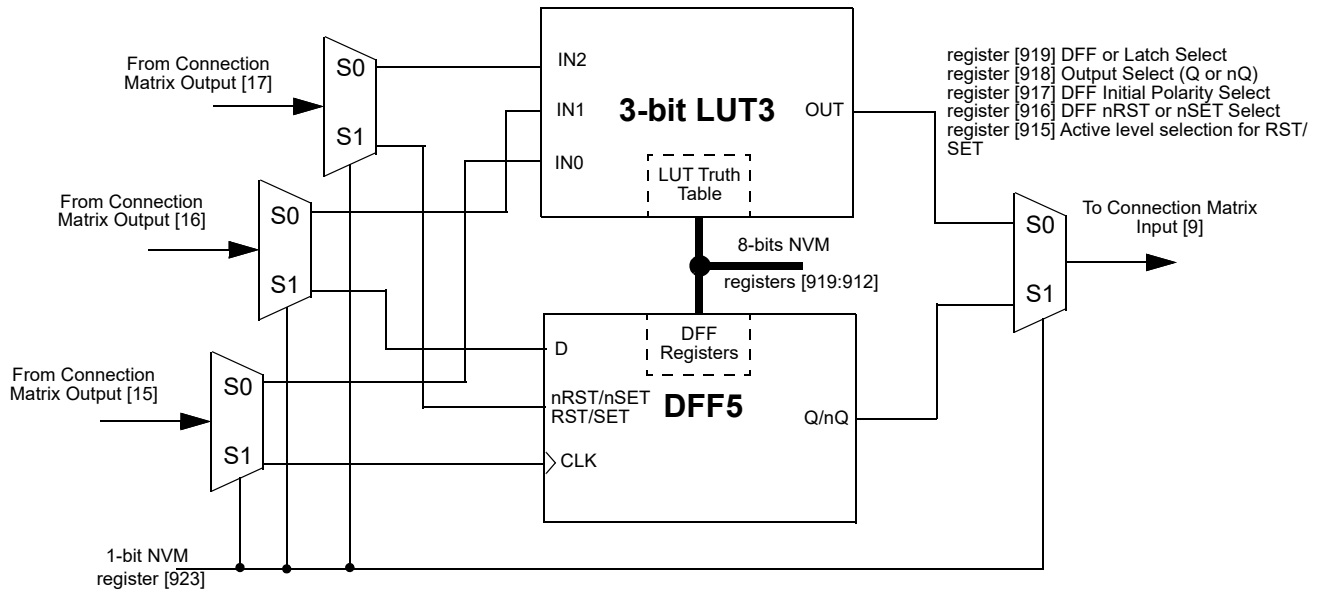 From Connection
Matrix Output [17]
S0
S1
From Connection
Matrix Output [16]
S0
S1
From Connection
Matrix Output [15]
S0
S1
1-bit NVM
register [923]
IN2
IN1
IN0
3-bit LUT3
OUT
LUT Truth
Table
8-bits NVM
registers [919:912]
DFF
Registers
D
nRST/nSET
RST/SET
CLK
DFF5
Q/nQ
register [919] DFF or Latch Select
register [918] Output Select (Q or nQ)
register [917] DFF Initial Polarity Select
register [916] DFF nRST or nSET Select
register [915] Active level selection for RST/
SET
S0
S1
To Connection Matrix
Input [9]